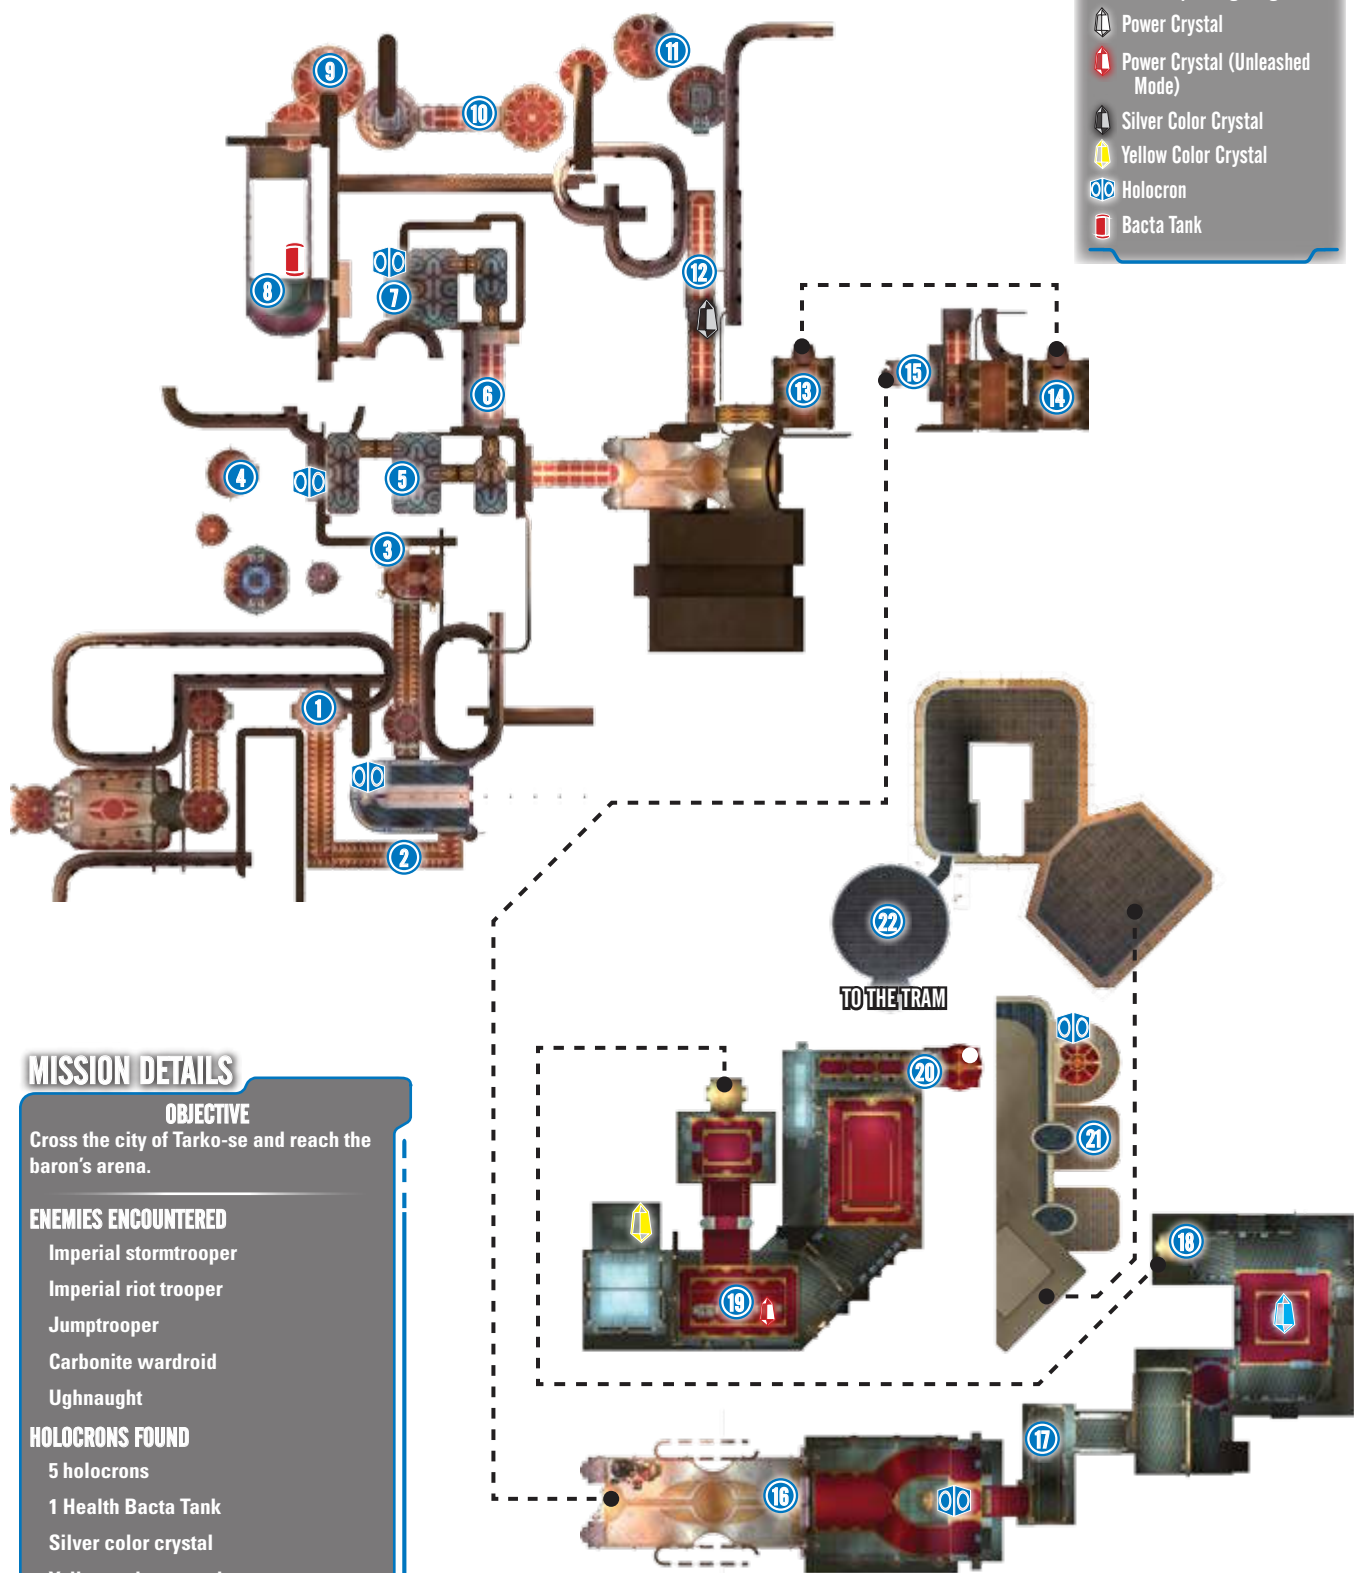 Power Crystal
Power Crystal (Unleashed
Mode)
Silver Color Crystal
Yellow Color Crystal
Holocron
Bacta Tank
9
11
10
12
8
7
6
13
15
14
4
5
3
1
2
22
TO THE TRAM
20
21
18
19
17
16
MISSION DETAILS
OBJECTIVE
Cross the city of Tarko-se and reach the
baron's arena.
ENEMIES ENCOUNTERED
Imperial stormtrooper
Imperial riot trooper
Jumptrooper
Carbonite wardroid
Ughnaught
HOLOCRONS FOUND
5 holocrons
1 Health Bacta Tank
Silver color crystal